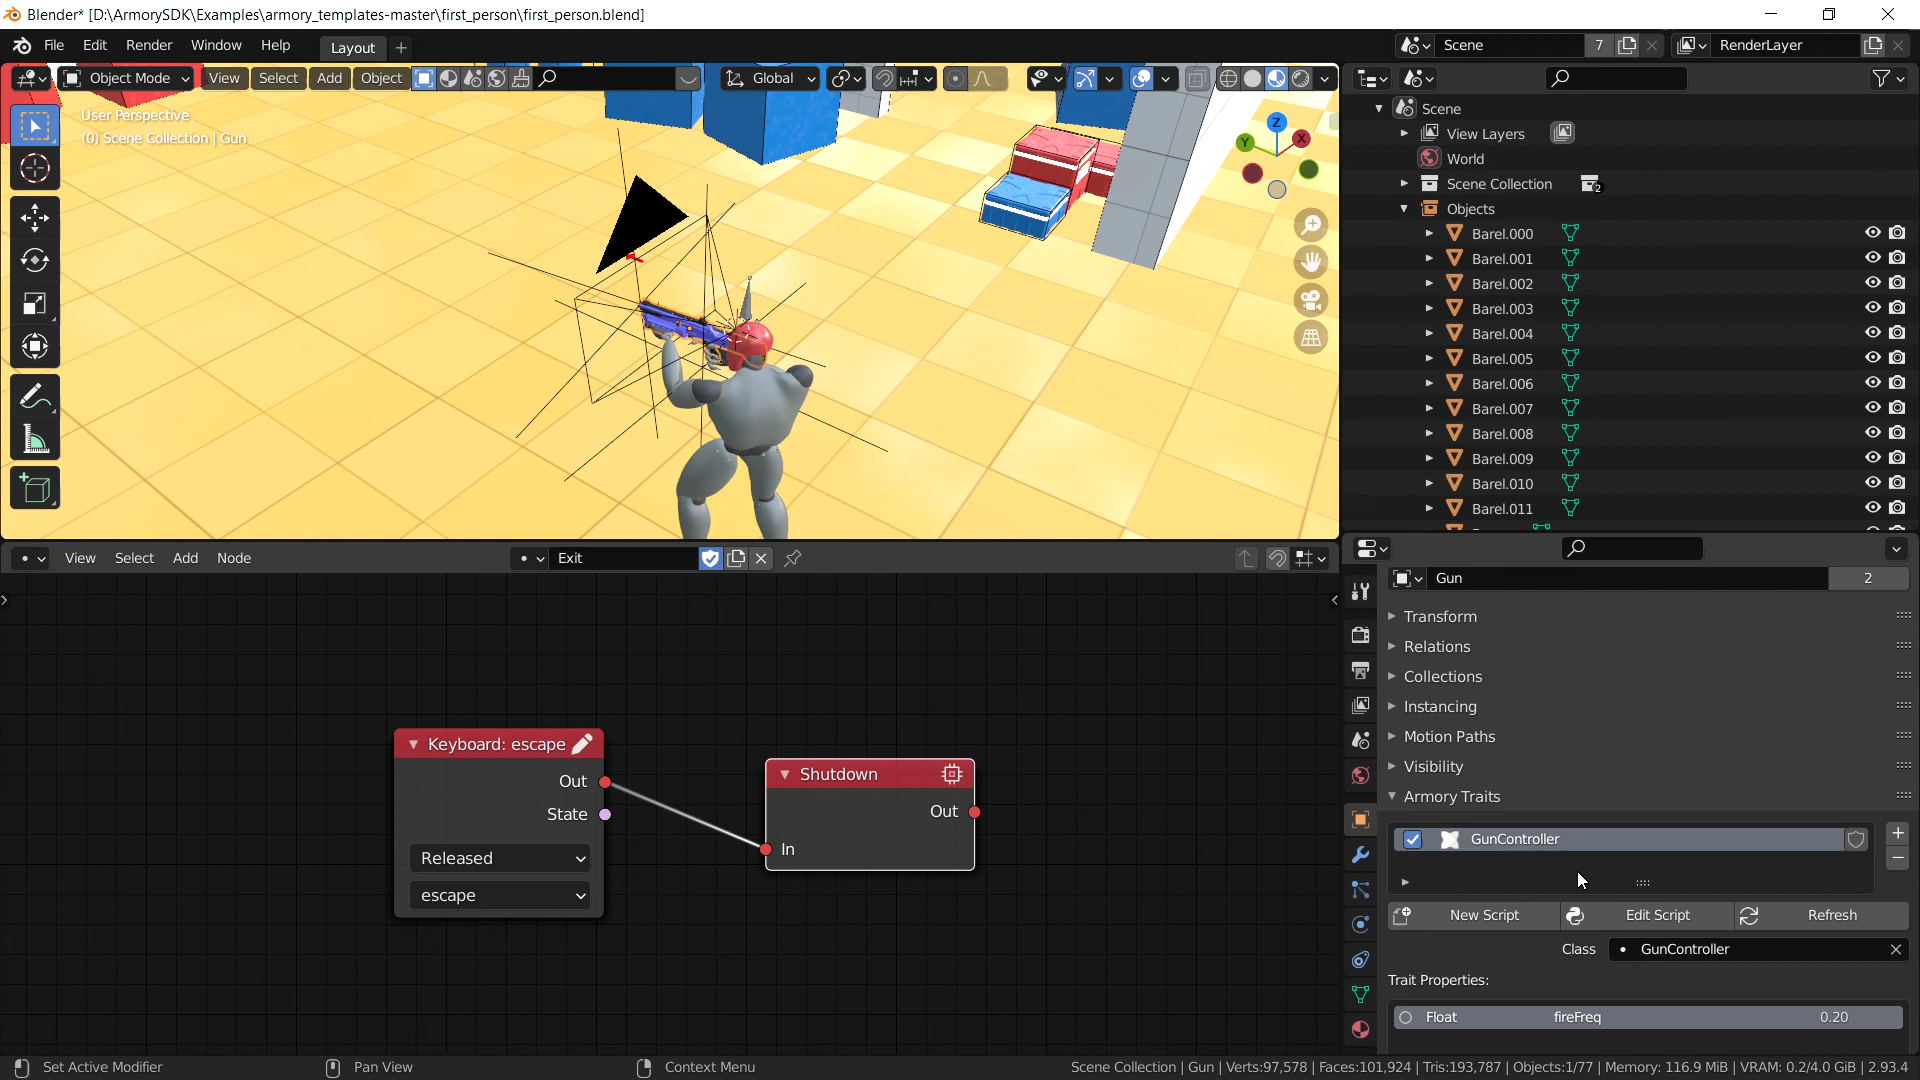 Blender* [D:\ArmorySDK\Examples\armory_templates-master\first_person\first_person.blend]
File Edit Render Window Help Layout + Scene 7 RenderLayer
Object Mode View Select Add Object Global
User Perspective
(0) Scene Collection | Gun
Z
X
Y
Scene
View Layers
World
Scene Collection 2
Objects
Barel.000
Barel.001
Barel.002
Barel.003
Barel.004
Barel.005
Barel.006
Barel.007
Barel.008
Barel.009
Barel.010
Barel.011
View Select Add Node Exit
Keyboard: escape
Out
State
Released
escape
Shutdown
Out
In
Gun 2
Transform
Relations
Collections
Instancing
Motion Paths
Visibility
Armory Traits
GunController
New Script Edit Script Refresh
Class GunController
Trait Properties:
Float fireFreq 0.20
Set Active Modifier Pan View Context Menu Scene Collection | Gun | Verts:97,578 | Faces:101,924 | Tris:193,787 | Objects:1/77 | Memory: 116.9 MiB | VRAM: 0.2/4.0 GiB | 2.93.4